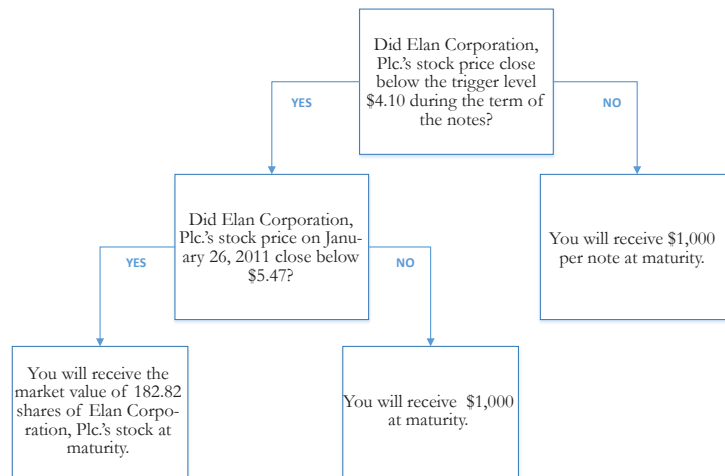 Did Elan Corporation,
Plc.'s stock price close
below the trigger level
$4.10 during the term of
the notes?
YES
NO
Did Elan Corporation,
Plc.'s stock price on Janu-
ary 26, 2011 close below
$5.47?
You will receive $1,000
per note at maturity.
YES
NO
You will receive the
market value of 182.82
shares of Elan Corpo-
ration, Plc.'s stock at
maturity.
You will receive $1,000
at maturity.